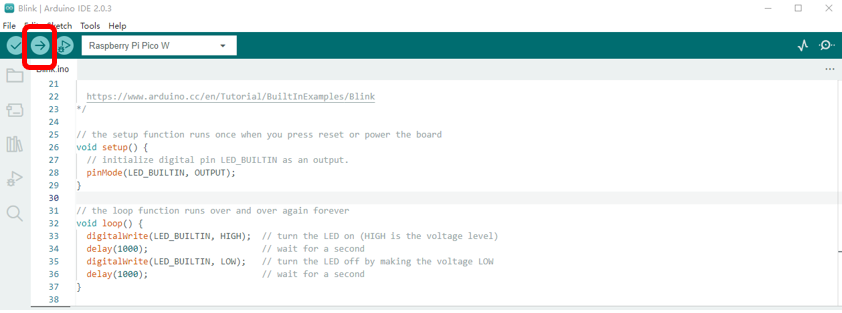 Blink | Arduino IDE 2.0.3
File Sketch Tools Help
Raspberry Pi Pico W
Blink.ino
21
22 https://www.arduino.cc/en/Tutorial/BuiltInExamples/Blink
23 */
24
25 // the setup function runs once when you press reset or power the board
26 void setup() {
27 // initialize digital pin LED_BUILTIN as an output.
28 pinMode(LED_BUILTIN, OUTPUT);
29 }
30
31 // the loop function runs over and over again forever
32 void loop() {
33 digitalWrite(LED_BUILTIN, HIGH); // turn the LED on (HIGH is the voltage level)
34 delay(1000); // wait for a second
35 digitalWrite(LED_BUILTIN, LOW); // turn the LED off by making the voltage LOW
36 delay(1000); // wait for a second
37 }
38